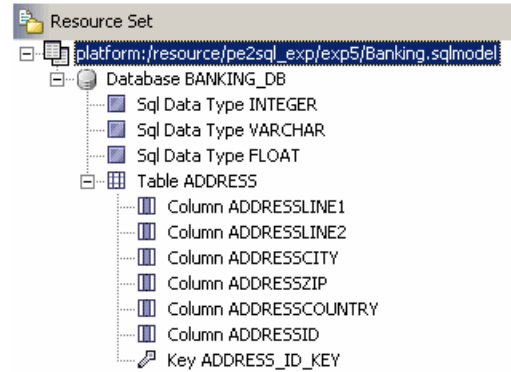 Resource Set
platform:/resource/pe2sql_exp/exp5/Banking.sqlmodel
Database BANKING_DB
Sql Data Type INTEGER
Sql Data Type VARCHAR
Sql Data Type FLOAT
Table ADDRESS
Column ADDRESSLINE1
Column ADDRESSLINE2
Column ADDRESSCITY
Column ADDRESSZIP
Column ADDRESSCOUNTRY
Column ADDRESSID
Key ADDRESS_ID_KEY